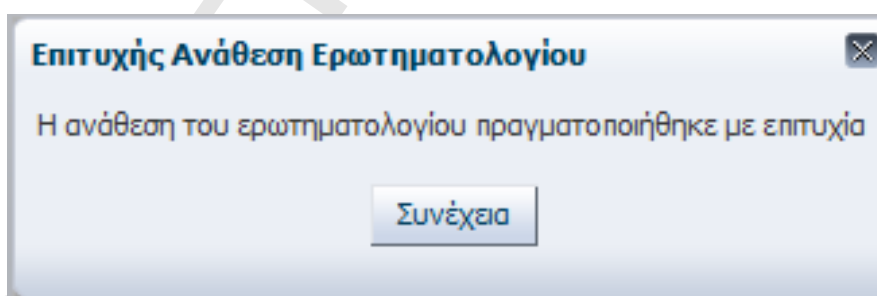 Επιτυχής Ανάθεση Ερωτηματολογίου
Η ανάθεση του ερωτηματολογίου πραγματοποιήθηκε με επιτυχία
Συνέχεια